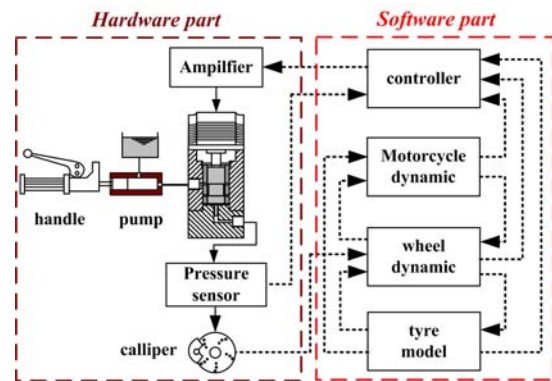 Hardware part
Software part
Ampilfier
controller
Motorcycle
dynamic
handle
pump
wheel
dynamic
Pressure
sensor
calliper
tyre
model